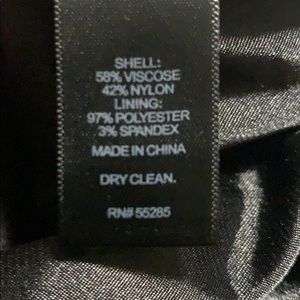 SHELL:
58% VISCOSE
42% NYLON
LINING:
97% POLYESTER
3% SPANDEX
MADE IN CHINA
DRY CLEAN.
RN# 55285